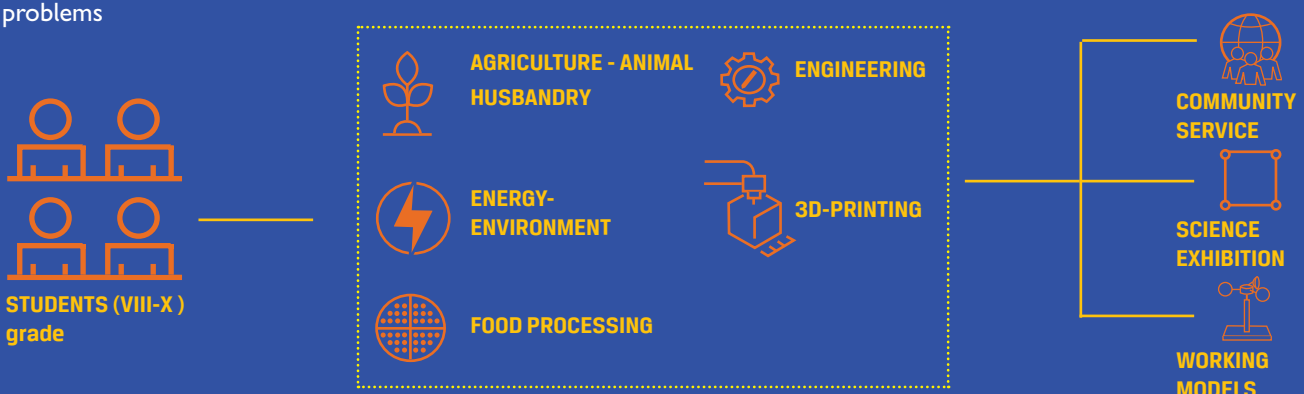 problems
STUDENTS (VIII-X )
grade
AGRICULTURE - ANIMAL
HUSBANDRY
ENERGY-
ENVIRONMENT
FOOD PROCESSING
ENGINEERING
3D-PRINTING
COMMUNITY
SERVICE
SCIENCE
EXHIBITION
WORKING
MODELS